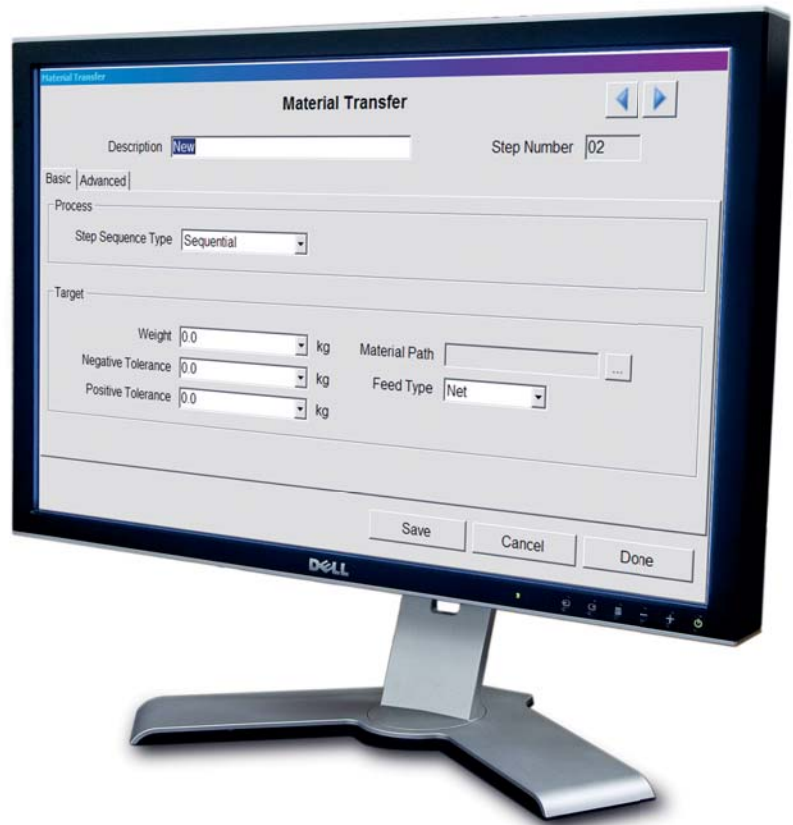 Material Transfer
Material Transfer
Description New Step Number 02
Basic Advanced
Process
Step Sequence Type Sequential
Target
Weight 0.0 kg Material Path ...
Negative Tolerance 0.0 kg Feed Type Net
Positive Tolerance 0.0 kg
Save Cancel Done
DELL